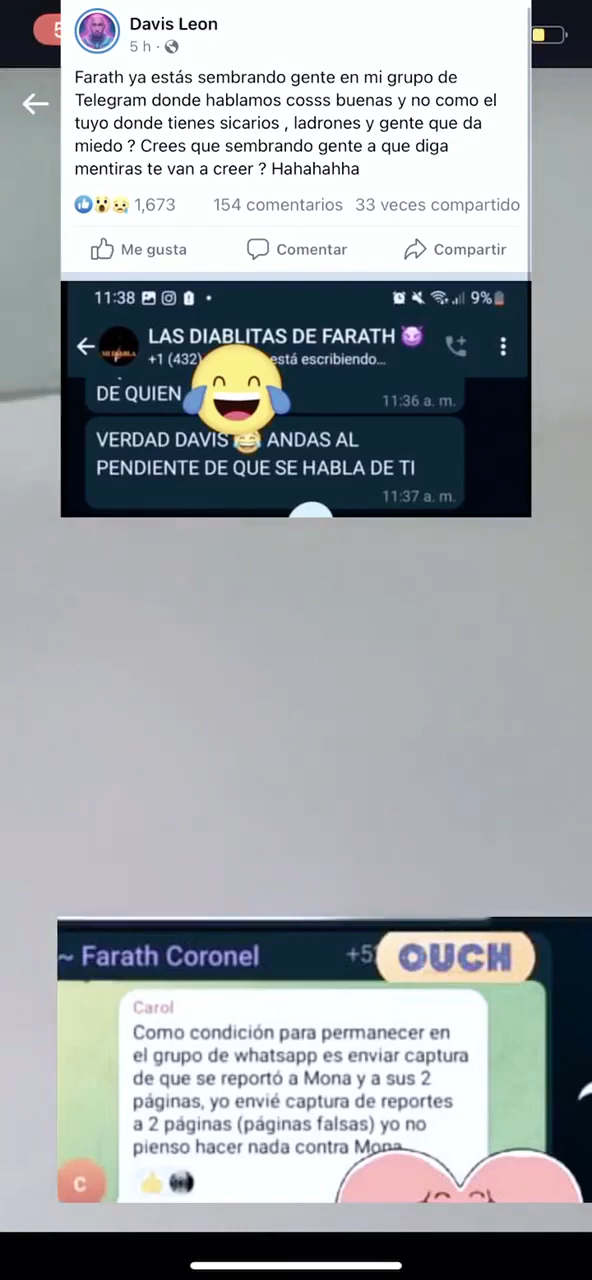 Davis Leon
5 h ·
Farath ya estás sembrando gente en mi grupo de
Telegram donde hablamos cosss buenas y no como el
tuyo donde tienes sicarios , ladrones y gente que da
miedo ? Crees que sembrando gente a que diga
mentiras te van a creer ? Hahahahha
1,673 154 comentarios 33 veces compartido
Me gusta Comentar Compartir
11:38 9%
LAS DIABLITAS DE FARATH 😈
+1 (432) está escribiendo...
DE QUIEN
11:36 a. m.
VERDAD DAVIS 😂 ANDAS AL
PENDIENTE DE QUE SE HABLA DE TI
11:37 a. m.
~ Farath Coronel +5
OUCH
Carol
Como condición para permanecer en
el grupo de whatsapp es enviar captura
de que se reportó a Mona y a sus 2
páginas, yo envié captura de reportes
a 2 páginas (páginas falsas) yo no
pienso hacer nada contra Mona
C